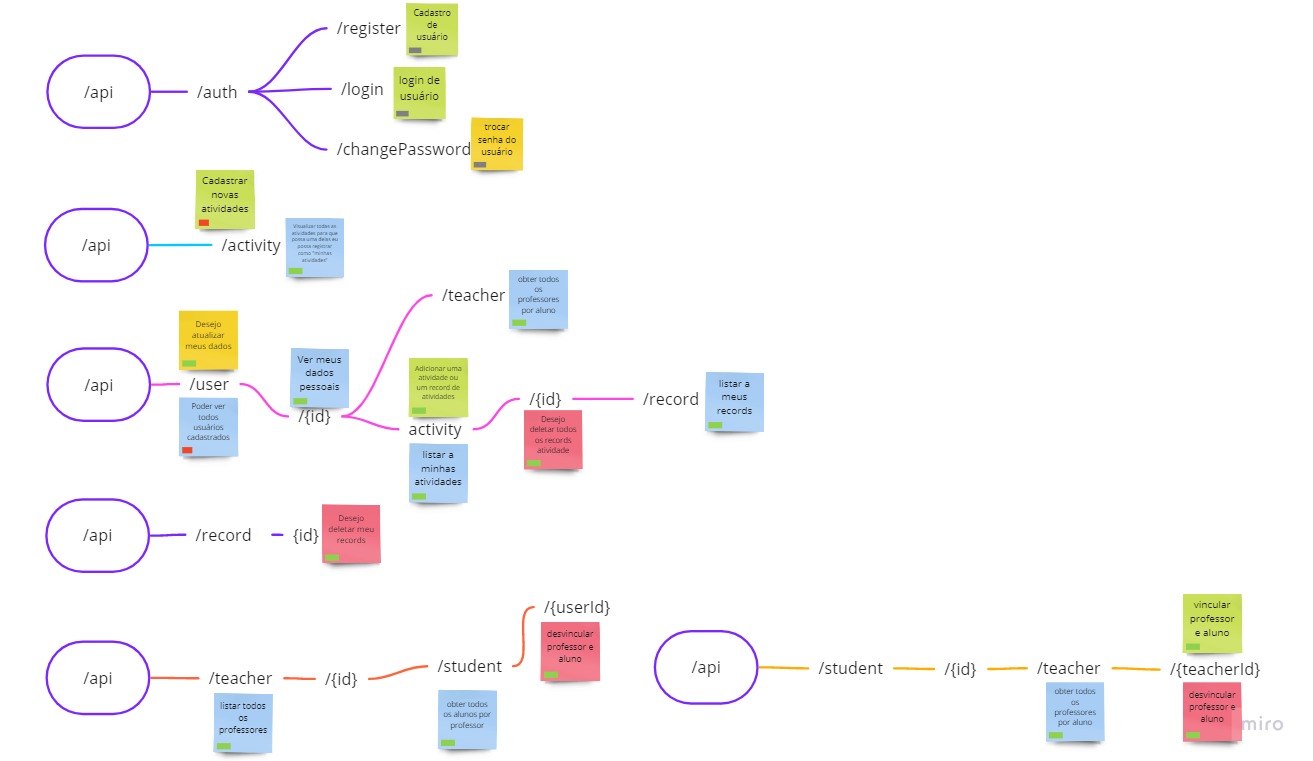 /api
/auth
/register
Cadastro
de
usuário
/login
login de
usuário
/changePassword
trocar
senha do
usuário
/api
Cadastrar
novas
atividades
/activity
Visualizar todas as
atividades para que
possa uma delas eu
possa registrar
como "minhas
atividades"
/api
Desejo
atualizar
meus dados
/user
Poder ver
todos
usuários
cadastrados
Ver meus
dados
pessoais
/{id}
/teacher
obter todos
os
professores
por aluno
Adicionar uma
atividade ou
um record de
atividades
activity
listar a
minhas
atividades
/{id}
Desejo
deletar todos
os records
atividade
/record
listar a
meus
records
/api
/record
{id}
Desejo
deletar meu
records
/api
/teacher
listar todos
os
professores
/{id}
/student
obter todos
os alunos por
professor
/{userId}
desvincular
professor e
aluno
/api
/student
/{id}
/teacher
obter todos
os
professores
por aluno
vincular
professor
e aluno
/{teacherId}
desvincular
professor e
aluno
miro